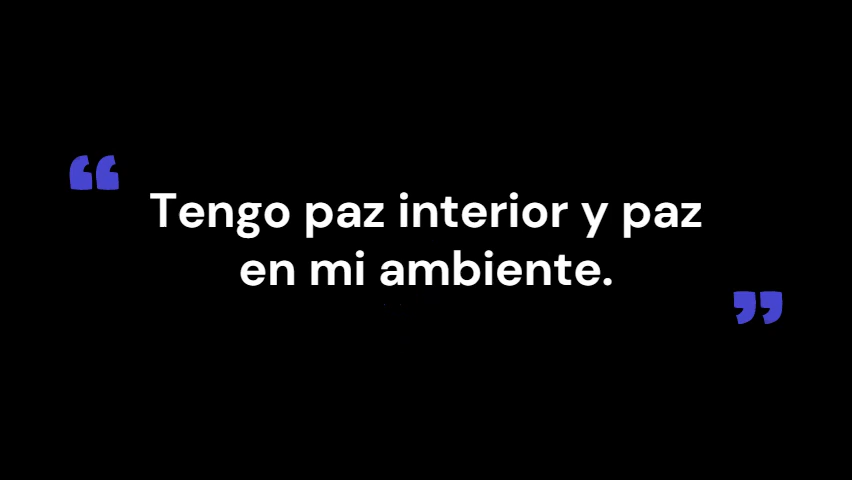 “Tengo paz interior y paz
en mi ambiente.”